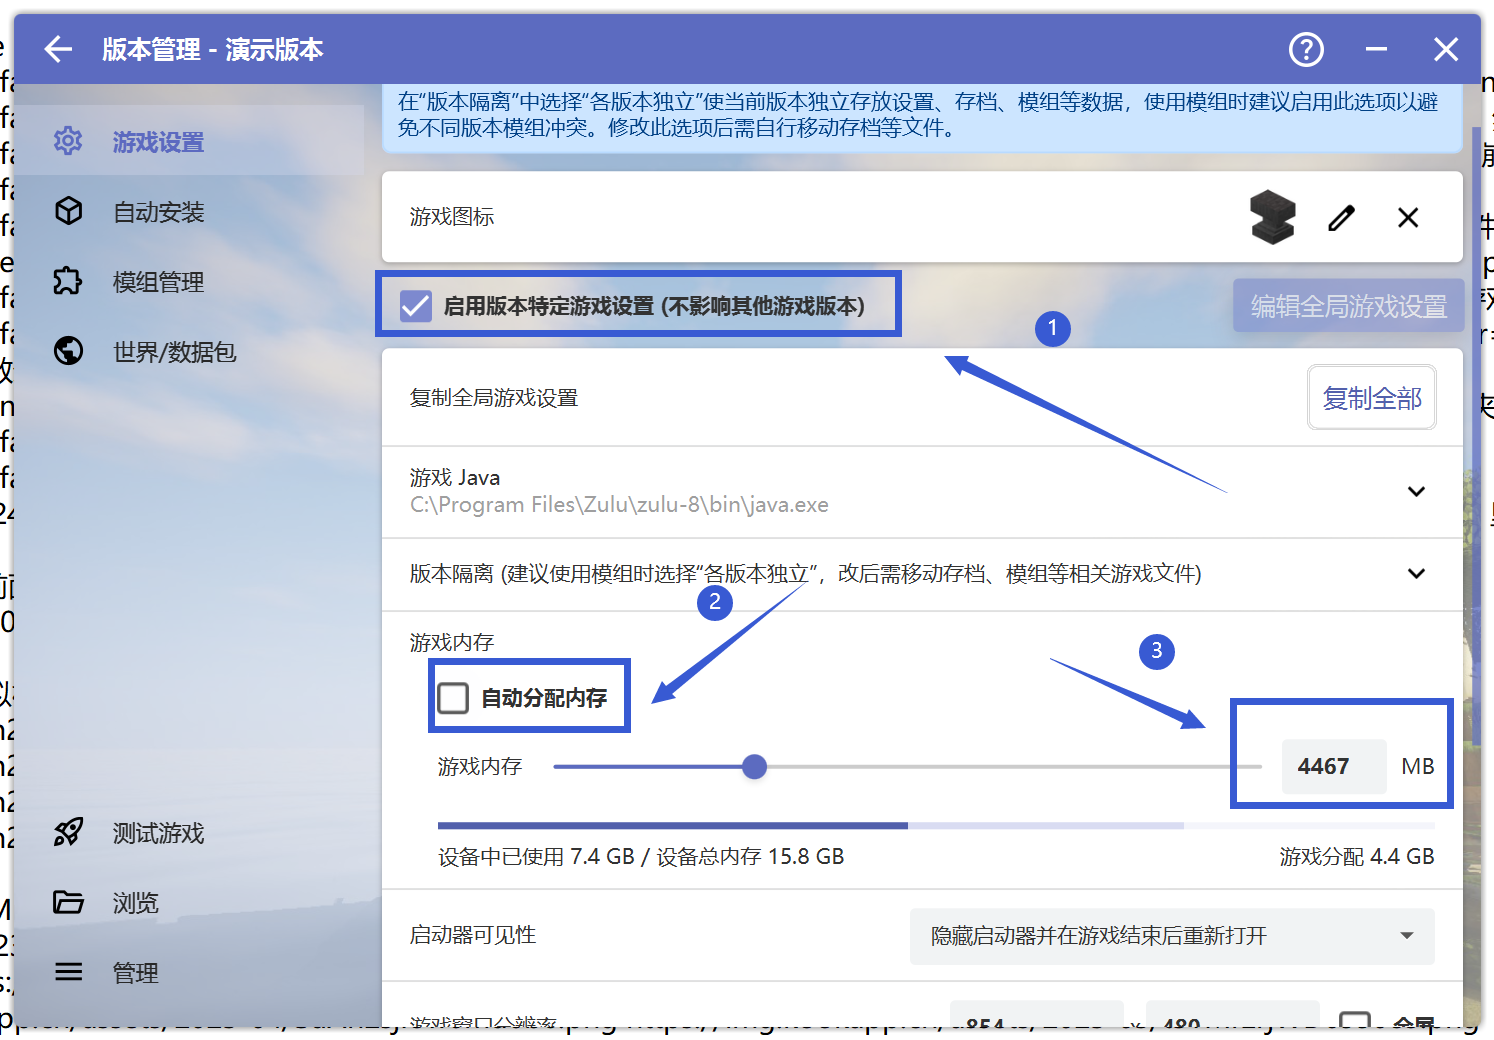 版本管理 - 演示版本
在“版本隔离”中选择“各版本独立”使当前版本独立存放设置、存档、模组等数据，使用模组时建议启用此选项以避
免不同版本模组冲突。修改此选项后需自行移动存档等文件。
游戏设置
自动安装
模组管理
世界/数据包
测试游戏
浏览
管理
游戏图标
启用版本特定游戏设置 (不影响其他游戏版本)
编辑全局游戏设置
1
复制全局游戏设置
复制全部
游戏 Java
C:\Program Files\Zulu\zulu-8\bin\java.exe
版本隔离 (建议使用模组时选择“各版本独立”，改后需移动存档、模组等相关游戏文件)
2
游戏内存
3
自动分配内存
游戏内存
4467
MB
设备中已使用 7.4 GB / 设备总内存 15.8 GB
游戏分配 4.4 GB
启动器可见性
隐藏启动器并在游戏结束后重新打开
游戏窗口分辨率
854
480
全屏